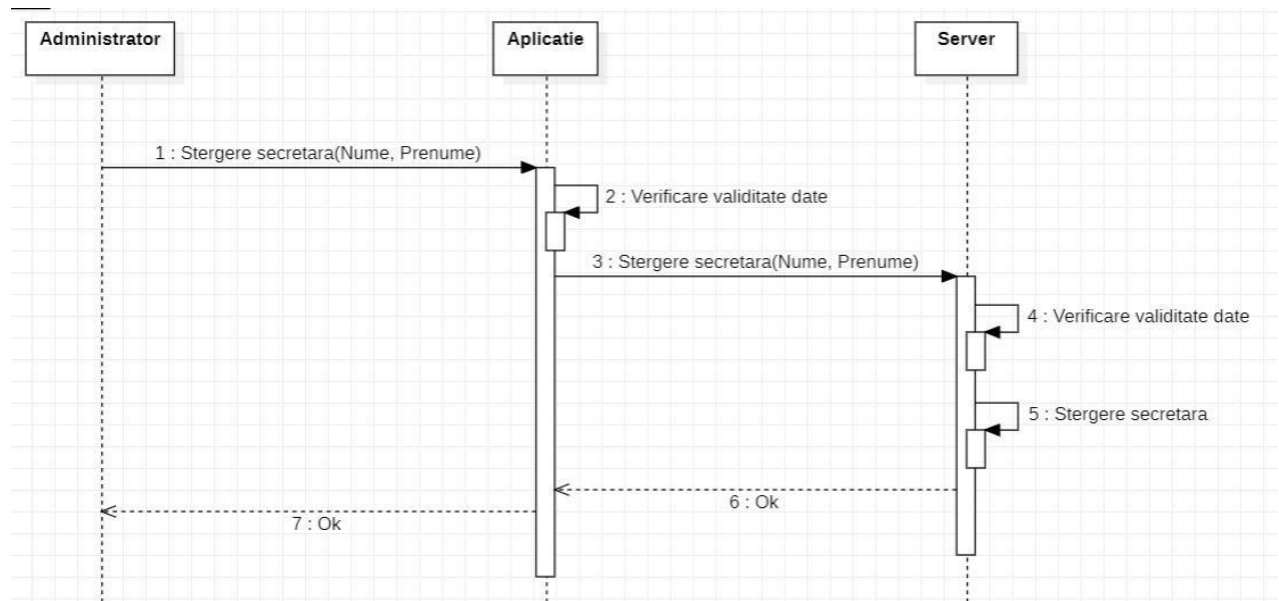 Administrator
Aplicatie
Server
1 : Stergere secretara(Nume, Prenume)
2 : Verificare validitate date
3 : Stergere secretara(Nume, Prenume)
4 : Verificare validitate date
5 : Stergere secretara
6 : Ok
7 : Ok